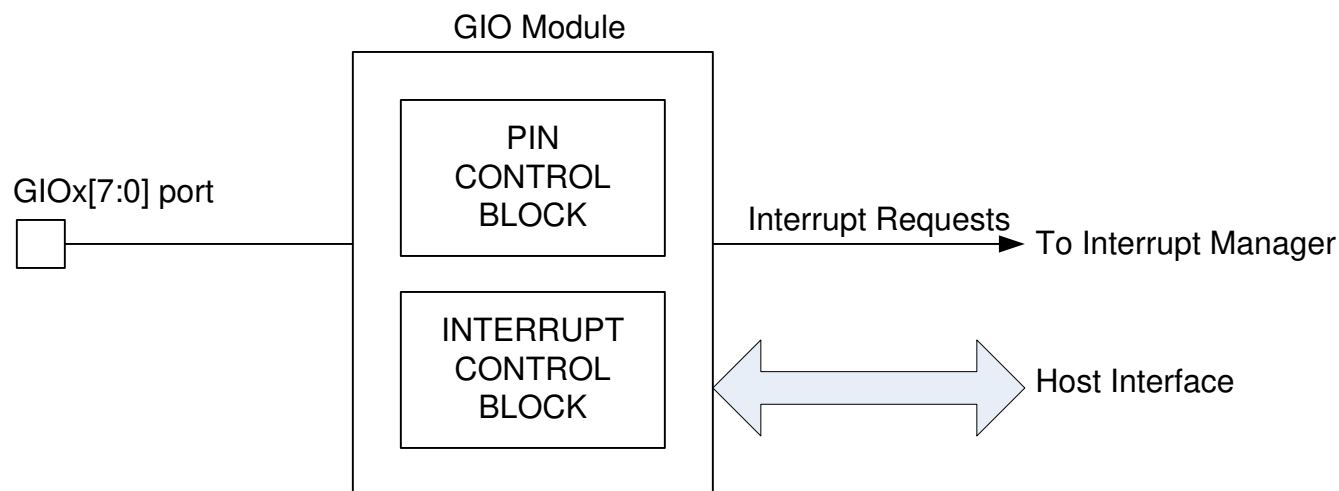 GIO Module
PIN
CONTROL
BLOCK
GIOx[7:0] port
Interrupt Requests
To Interrupt Manager
INTERRUPT
CONTROL
BLOCK
Host Interface